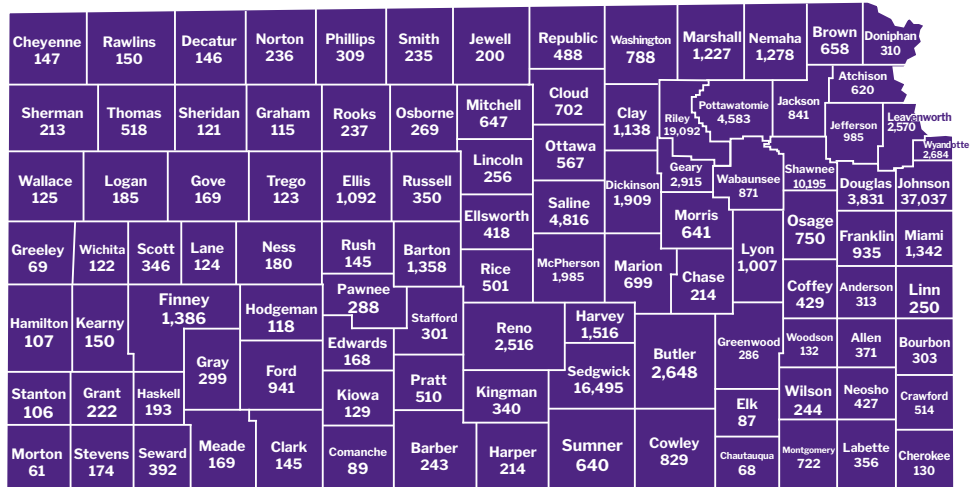 Cheyenne
147
Rawlins
150
Decatur
146
Norton
236
Phillips
309
Smith
235
Jewell
200
Republic
488
Washington
788
Marshall
1,227
Nemaha
1,278
Brown
658
Doniphan
310
Atchison
620
Sherman
213
Thomas
518
Sheridan
121
Graham
115
Rooks
237
Osborne
269
Mitchell
647
Cloud
702
Clay
1,138
Riley
19,092
Pottawatomie
4,583
Jackson
841
Jefferson
985
Leavenworth
2,570
Wyandotte
2,684
Lincoln
256
Ottawa
567
Wallace
125
Logan
185
Gove
169
Trego
123
Ellis
1,092
Russell
350
Dickinson
1,909
Geary
2,915
Wabaunsee
871
Shawnee
10,195
Douglas
3,831
Johnson
37,037
Ellsworth
418
Saline
4,816
Morris
641
Osage
750
Franklin
935
Miami
1,342
Greeley
69
Wichita
122
Scott
346
Lane
124
Ness
180
Rush
145
Barton
1,358
Rice
501
McPherson
1,985
Marion
699
Chase
214
Lyon
1,007
Coffey
429
Anderson
313
Linn
250
Hamilton
107
Kearny
150
Finney
1,386
Hodgeman
118
Pawnee
288
Stafford
301
Reno
2,516
Harvey
1,516
Gray
299
Ford
941
Edwards
168
Sedgwick
16,495
Butler
2,648
Greenwood
286
Woodson
132
Allen
371
Bourbon
303
Stanton
106
Grant
222
Haskell
193
Kiowa
129
Pratt
510
Kingman
340
Elk
87
Wilson
244
Neosho
427
Crawford
514
Morton
61
Stevens
174
Seward
392
Meade
169
Clark
145
Comanche
89
Barber
243
Harper
214
Sumner
640
Cowley
829
Chautauqua
68
Montgomery
722
Labette
356
Cherokee
130